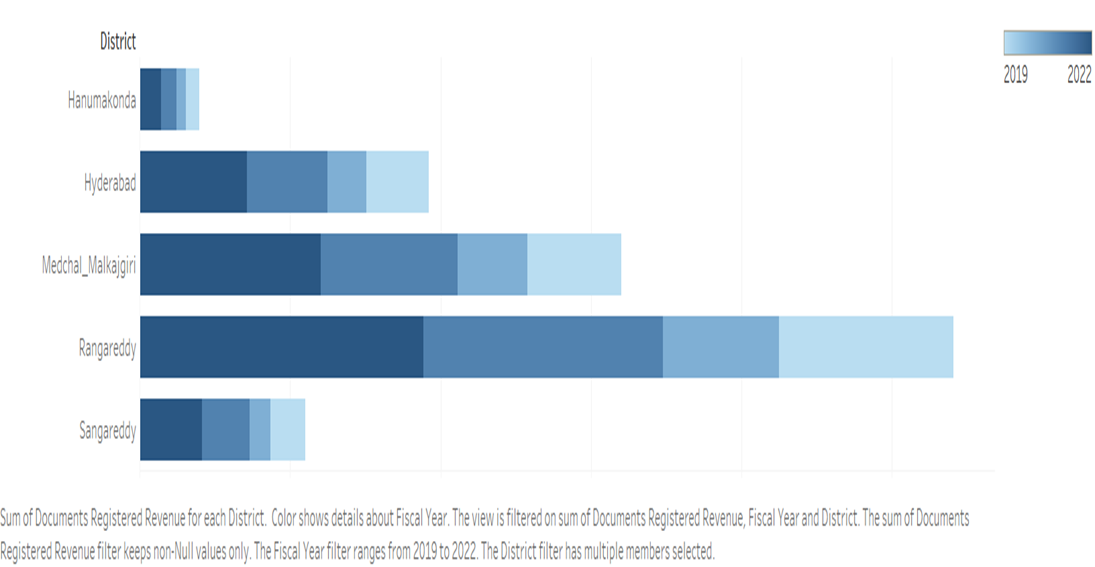 District
2019 2022
Hanumakonda
Hyderabad
Medchal_Malkajgiri
Rangareddy
Sangareddy
Sum of Documents Registered Revenue for each District. Color shows details about Fiscal Year. The view is filtered on sum of Documents Registered Revenue, Fiscal Year and District. The sum of Documents
Registered Revenue filter keeps non-Null values only. The Fiscal Year filter ranges from 2019 to 2022. The District filter has multiple members selected.